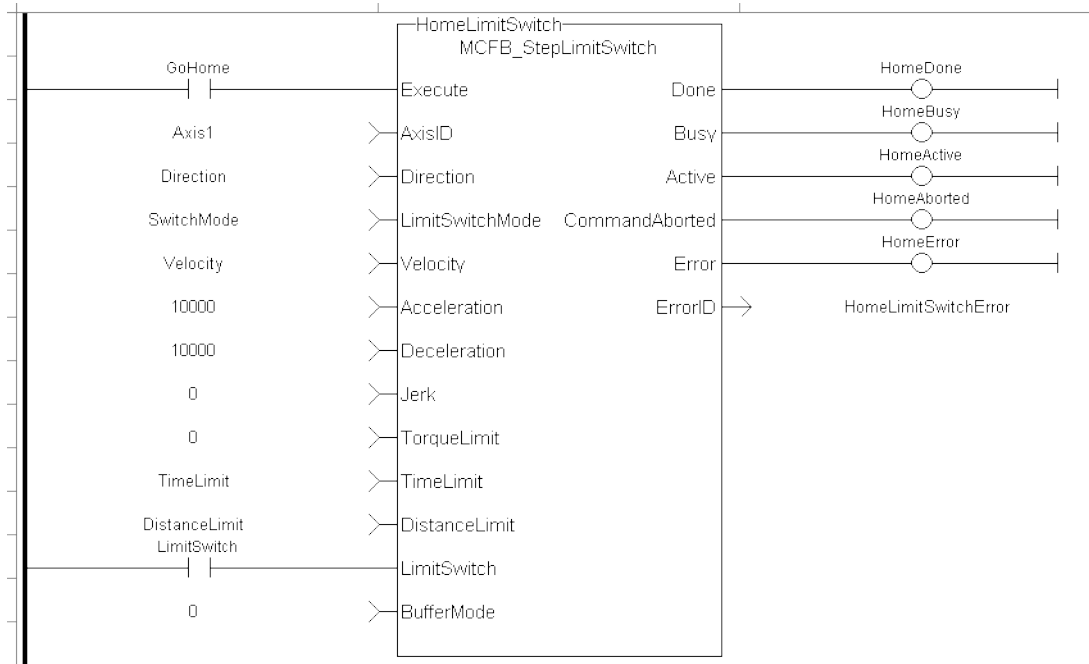 HomeLimitSwitch
MCFB_StepLimitSwitch
GoHome
Execute
Done
HomeDone
Axis1
AxisID
Busy
HomeBusy
Direction
Direction
Active
HomeActive
SwitchMode
LimitSwitchMode
CommandAborted
HomeAborted
Velocity
Velocity
Error
HomeError
10000
Acceleration
ErrorID
HomeLimitSwitchError
10000
Deceleration
0
Jerk
0
TorqueLimit
TimeLimit
TimeLimit
DistanceLimit
DistanceLimit
LimitSwitch
LimitSwitch
0
BufferMode